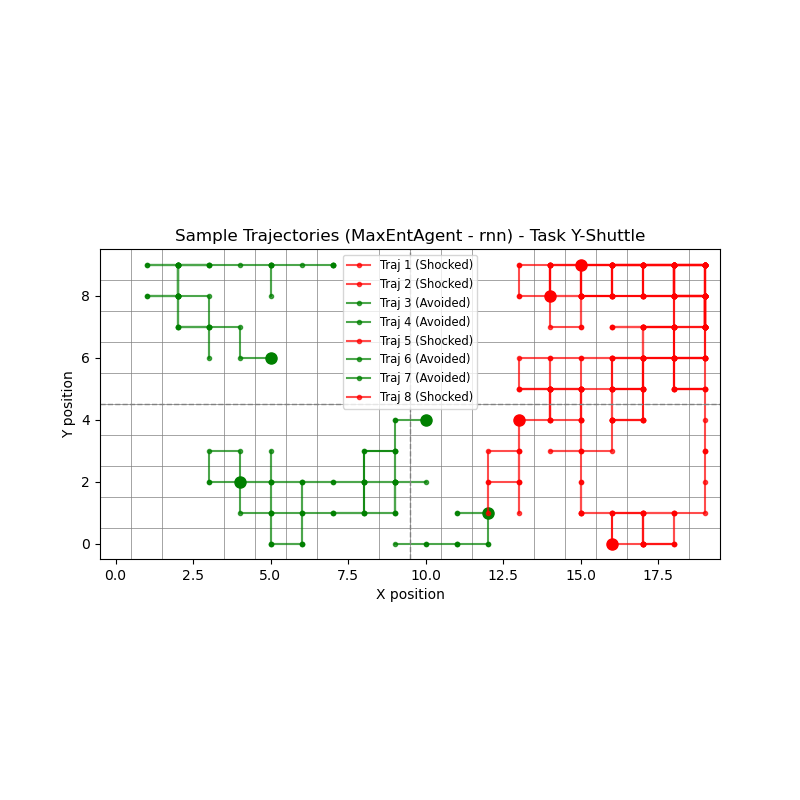 Sample Trajectories (MaxEntAgent - rnn) - Task Y-Shuttle
Traj 1 (Shocked)
Traj 2 (Shocked)
Traj 3 (Avoided)
Traj 4 (Avoided)
Traj 5 (Shocked)
Traj 6 (Avoided)
Traj 7 (Avoided)
Traj 8 (Shocked)
Y position
8
6
4
2
0
0.0 2.5 5.0 7.5 10.0 12.5 15.0 17.5
X position